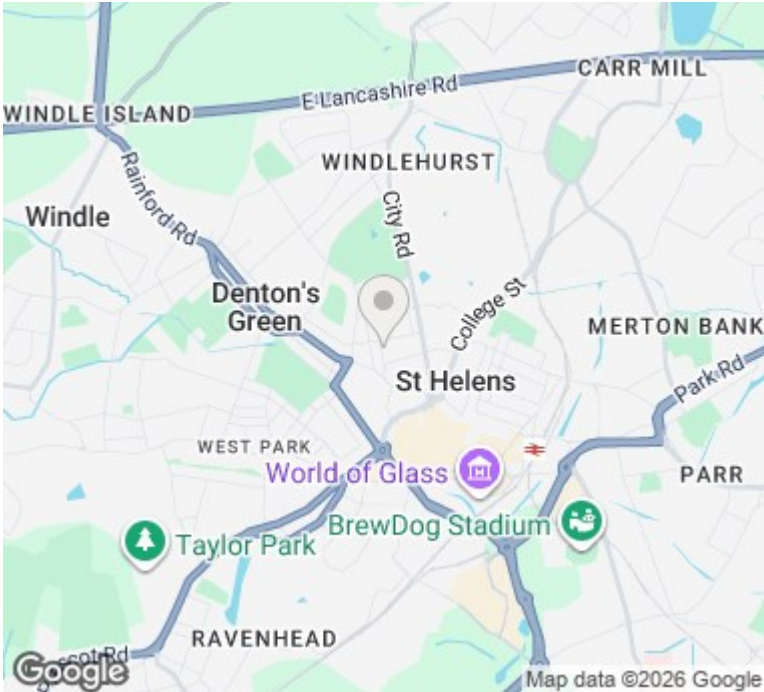 CARR MILL
E Lancashire Rd
WINDLE ISLAND
WINDLEHURST
Rainford Rd
City Rd
Windle
Denton's
Green
College St
MERTON BANK
St Helens
Park Rd
WEST PARK
World of Glass
PARR
BrewDog Stadium
Taylor Park
RAVENHEAD
scot Rd
Google
Map data ©2026 Google